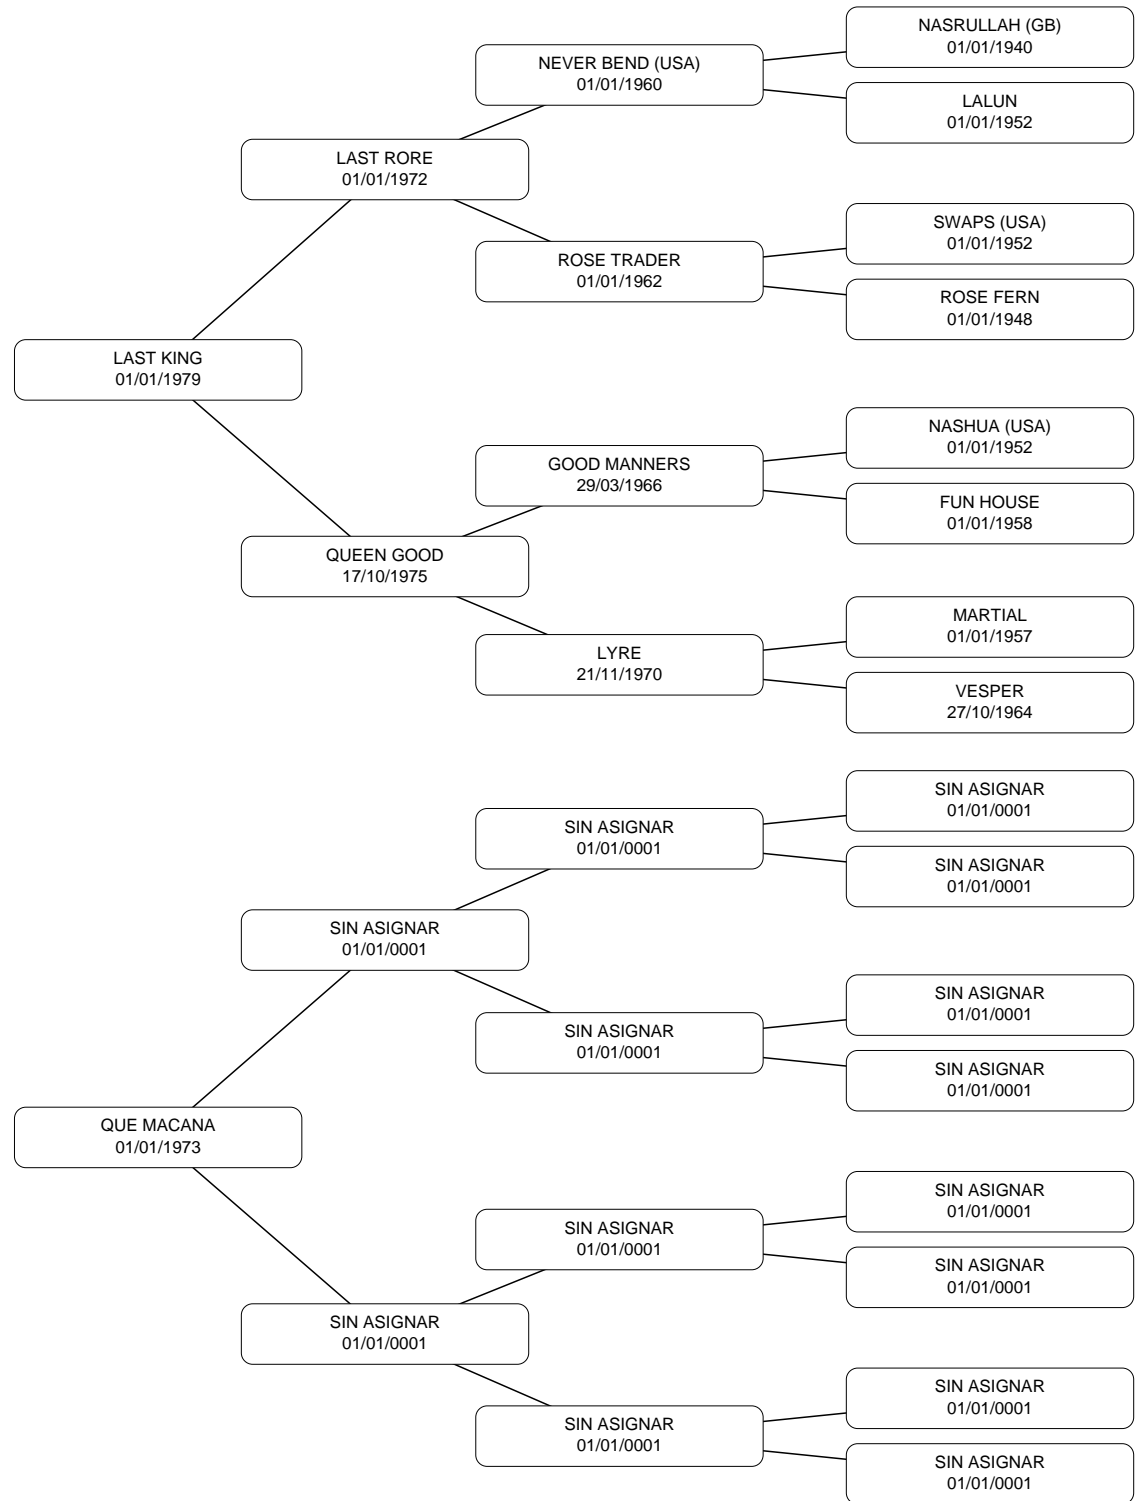 NASRULLAH (GB)
01/01/1940
NEVER BEND (USA)
01/01/1960
LALUN
01/01/1952
LAST RORE
01/01/1972
SWAPS (USA)
01/01/1952
ROSE TRADER
01/01/1962
ROSE FERN
01/01/1948
LAST KING
01/01/1979
NASHUA (USA)
01/01/1952
GOOD MANNERS
29/03/1966
FUN HOUSE
01/01/1958
QUEEN GOOD
17/10/1975
MARTIAL
01/01/1957
LYRE
21/11/1970
VESPER
27/10/1964
SIN ASIGNAR
01/01/0001
SIN ASIGNAR
01/01/0001
SIN ASIGNAR
01/01/0001
SIN ASIGNAR
01/01/0001
SIN ASIGNAR
01/01/0001
SIN ASIGNAR
01/01/0001
SIN ASIGNAR
01/01/0001
QUE MACANA
01/01/1973
SIN ASIGNAR
01/01/0001
SIN ASIGNAR
01/01/0001
SIN ASIGNAR
01/01/0001
SIN ASIGNAR
01/01/0001
SIN ASIGNAR
01/01/0001
SIN ASIGNAR
01/01/0001
SIN ASIGNAR
01/01/0001